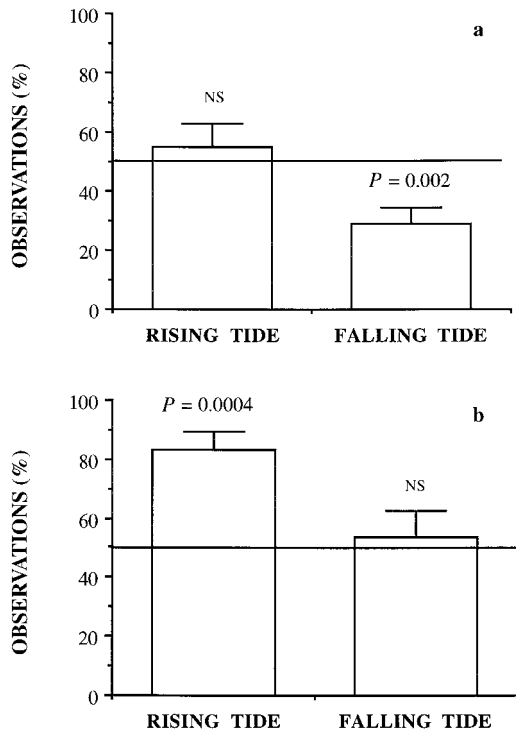 a
100
80
60
40
20
0
OBSERVATIONS (%)
NS
P = 0.002
RISING TIDE
FALLING TIDE
b
100
80
60
40
20
0
OBSERVATIONS (%)
P = 0.0004
NS
RISING TIDE
FALLING TIDE